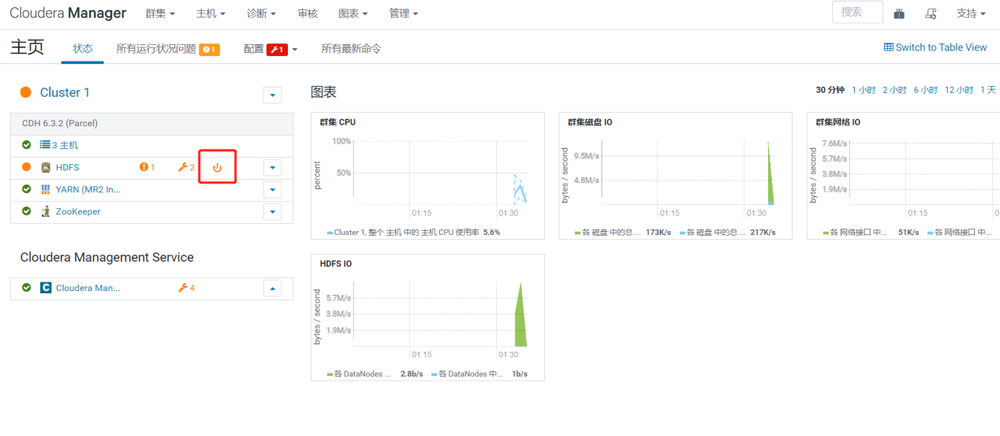 Cloudera Manager 群集 主机 诊断 审核 图表 管理 搜索 支持
主页 状态 所有运行状况问题 1 配置 1 所有最新命令 Switch to Table View
Cluster 1
CDH 6.3.2 (Parcel)
3 主机
HDFS 1 2
YARN (MR2 In...
ZooKeeper
Cloudera Management Service
C Cloudera Man... 4
图表
30 分钟 1 小时 2 小时 6 小时 12 小时 1 天
群集 CPU
percent
100%
50%
01:15 01:30
Cluster 1, 整个 主机 中的 主机 CPU 使用率 5.6%
群集磁盘 IO
bytes / second
9.5M/s
4.8M/s
01:15 01:30
各 磁盘 中的总 ... 173K/s 各 磁盘 中的总 ... 217K/s
群集网络 IO
bytes / second
7.6M/s
5.7M/s
3.8M/s
1.9M/s
01:15
各 网络接口 中... 51K/s 各 网络接口 中...
HDFS IO
bytes / second
5.7M/s
3.8M/s
1.9M/s
01:15 01:30
各 DataNodes ... 2.8b/s 各 DataNodes 中... 1b/s